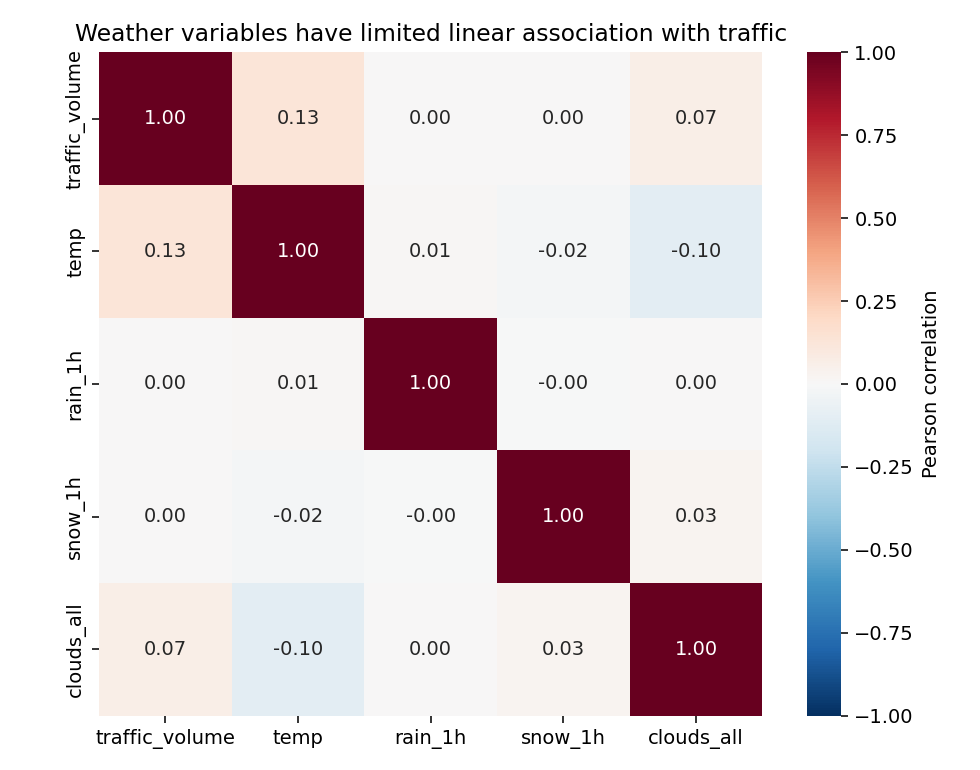 Weather variables have limited linear association with traffic
traffic_volume 1.00 0.13 0.00 0.00 0.07
temp 0.13 1.00 0.01 -0.02 -0.10
rain_1h 0.00 0.01 1.00 -0.00 0.00
snow_1h 0.00 -0.02 -0.00 1.00 0.03
clouds_all 0.07 -0.10 0.00 0.03 1.00
traffic_volume temp rain_1h snow_1h clouds_all
1.00
0.75
0.50
0.25
0.00
−0.25
−0.50
−0.75
−1.00
Pearson correlation